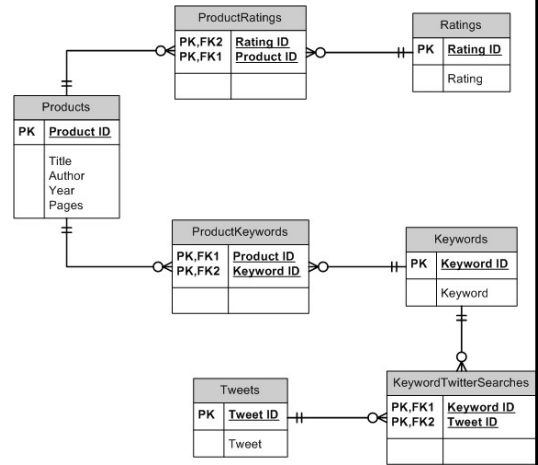 ProductRatings
PK,FK2 Rating ID
PK,FK1 Product ID
Ratings
PK Rating ID
Rating
Products
PK Product ID
Title
Author
Year
Pages
ProductKeywords
PK,FK1 Product ID
PK,FK2 Keyword ID
Keywords
PK Keyword ID
Keyword
Tweets
PK Tweet ID
Tweet
KeywordTwitterSearches
PK,FK1 Keyword ID
PK,FK2 Tweet ID